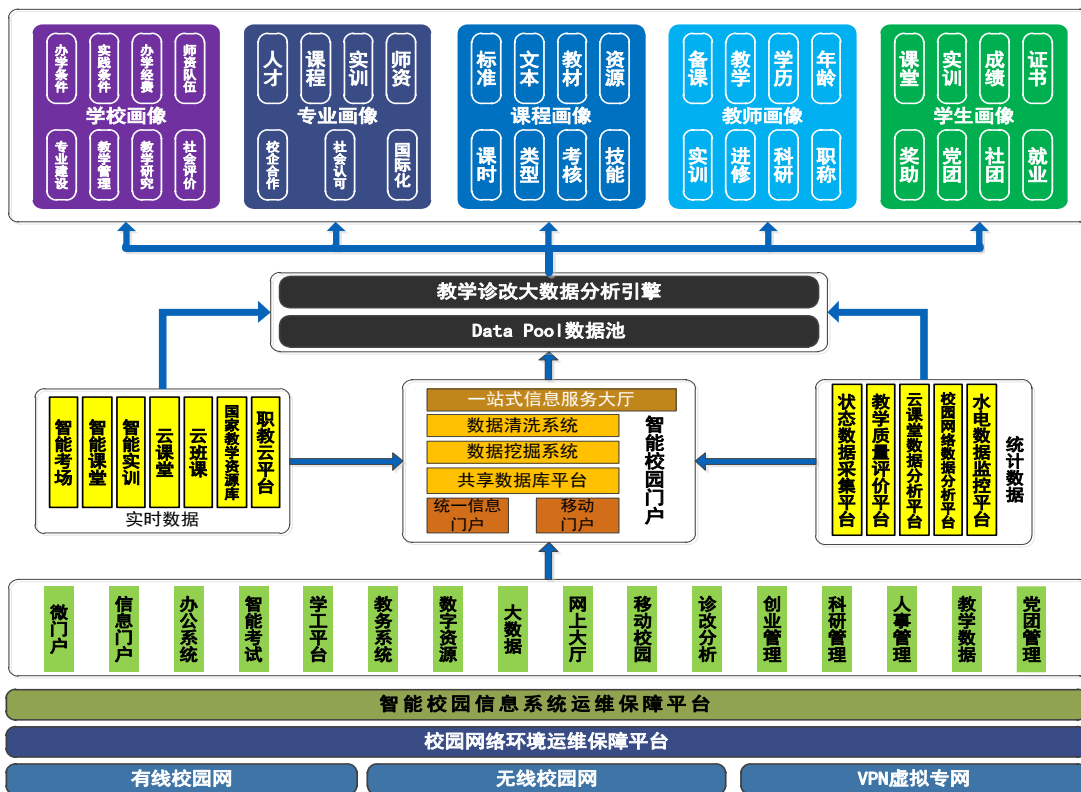 办学条件
实践条件
办学经费
师资队伍
学校画像
专业建设
教学管理
教学研究
社会评价
人才
课程
实训
师资
专业画像
校企合作
社会认可
国际化
标准
文本
教材
资源
课程画像
课时
类型
考核
技能
备课
教学
学历
年龄
教师画像
实训
进修
科研
职称
课堂
实训
成绩
证书
学生画像
奖助
党团
社团
就业
教学诊改大数据分析引擎
Data Pool数据池
智能考场
智能课堂
智能实训
云课堂
云班课
国家教学资源库
职教云平台
实时数据
一站式信息服务大厅
数据清洗系统
数据挖掘系统
共享数据库平台
统一信息
门户
移动
门户
智能校园门户
状态数据采集平台
教学质量评价平台
云课堂数据分析平台
校园网络数据分析平台
水电数据监控平台
统计数据
微门户
信息门户
办公系统
智能考试
学工平台
教务系统
数字资源
大数据
网上大厅
移动校园
诊改分析
创业管理
科研管理
人事管理
教学数据
党团管理
智能校园信息系统运维保障平台
校园网络环境运维保障平台
有线校园网
无线校园网
VPN虚拟专网